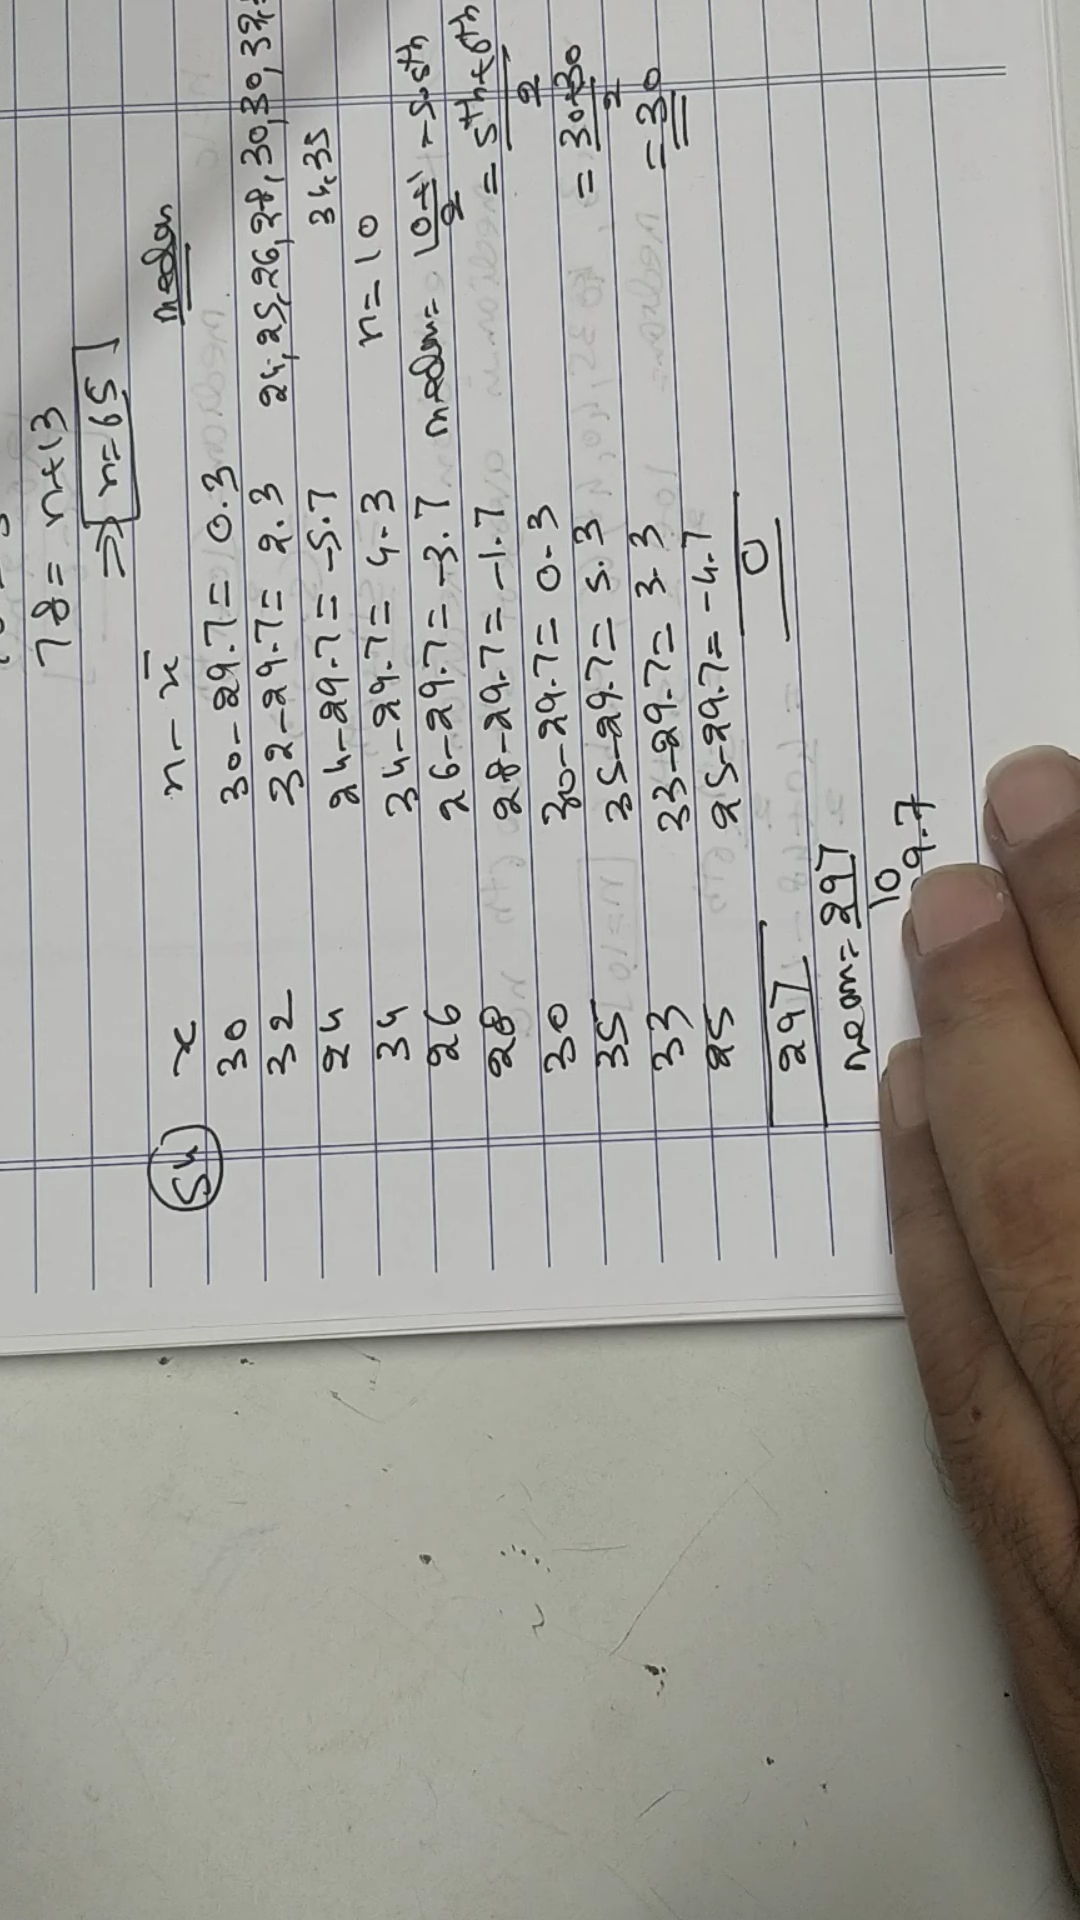 78 = n+13
⇒ n=65
54) x n - x̄ median
30 30-29.7= 0.3 24,25,26,28,30,30,32,
32 32-29.7= 2.3 34,35
24 24-29.7= -5.7 n=10
34 34-29.7= 4.3 median= 10+1/2 -5.5th
26 26-29.7= -3.7 = 5th+6th/2
28 28-29.7= -1.7 = 30+30/2
30 30-29.7= 0.3 = 30
35 35-29.7= 5.3
33 33-29.7= 3.3
25 25-29.7= -4.7
297 0
mean= 297/10
9.7